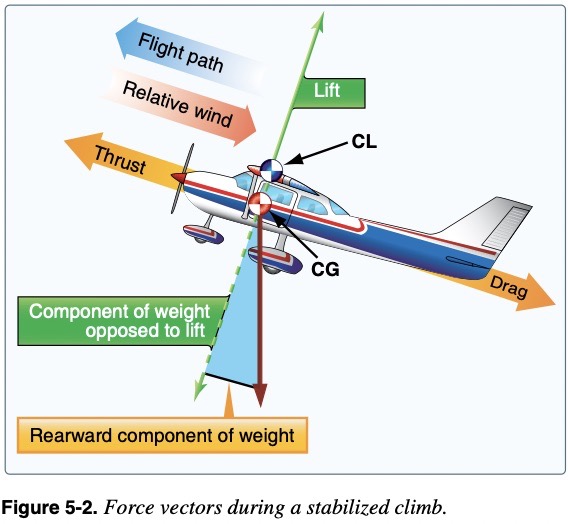 Flight path
Relative wind
Lift
CL
Thrust
CG
Drag
Component of weight
opposed to lift
Rearward component of weight
Figure 5-2. Force vectors during a stabilized climb.